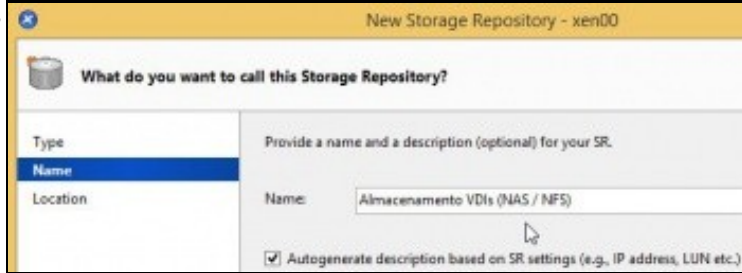 New Storage Repository - xen00
What do you want to call this Storage Repository?
Type
Name
Location
Provide a name and a description (optional) for your SR.
Name: Almacenamento VDIs (NAS / NFS)
Autogenerate description based on SR settings (e.g., IP address, LUN etc.)